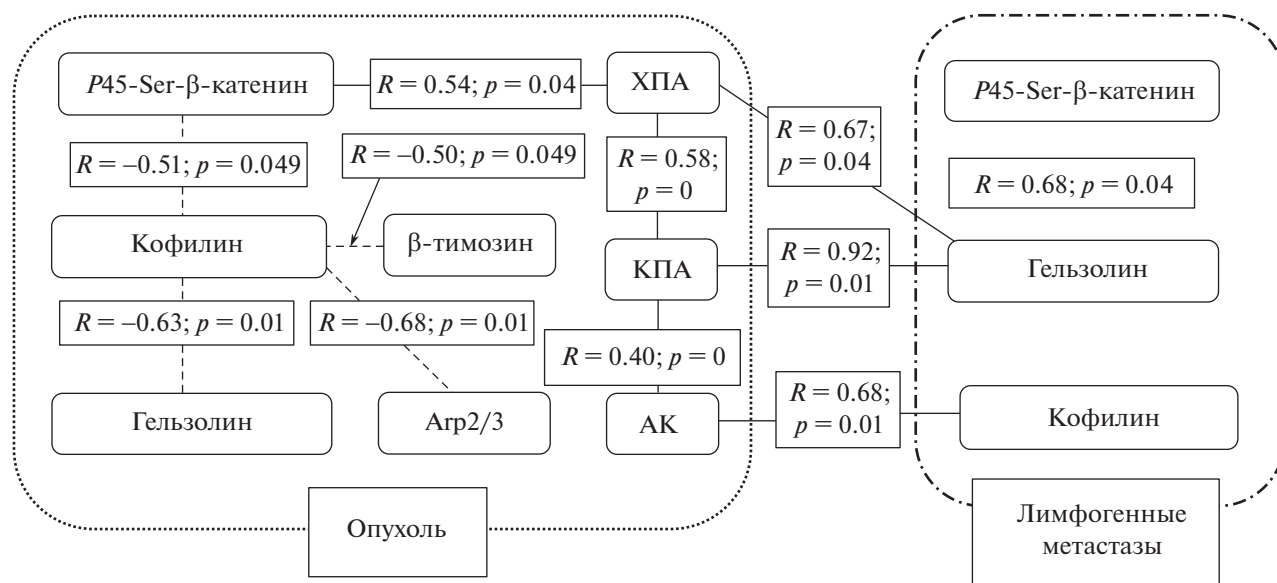 P45-Ser-β-катенин
R = 0.54; p = 0.04
ХПА
R = –0.51; p = 0.049
R = –0.50; p = 0.049
R = 0.58;
p = 0
Кофилин
β-тимозин
КПА
R = –0.63; p = 0.01
R = –0.68; p = 0.01
R = 0.40; p = 0
Гельзолин
Arp2/3
АК
Опухоль
R = 0.67;
p = 0.04
R = 0.92;
p = 0.01
R = 0.68;
p = 0.01
P45-Ser-β-катенин
R = 0.68; p = 0.04
Гельзолин
Кофилин
Лимфогенные
метастазы